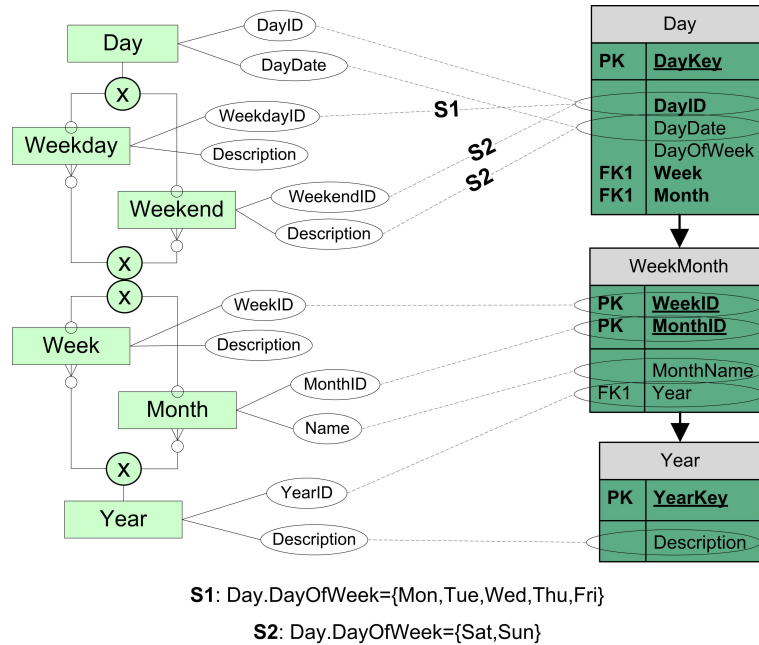 Day
DayID
DayDate
X
Weekday
WeekdayID
Description
Weekend
WeekendID
Description
X
X
Week
WeekID
Description
Month
MonthID
Name
X
Year
YearID
Description
S1
S2
S2
Day
PK DayKey
DayID
DayDate
DayOfWeek
FK1 Week
FK1 Month
WeekMonth
PK WeekID
PK MonthID
MonthName
FK1 Year
Year
PK YearKey
Description
S1: Day.DayOfWeek={Mon,Tue,Wed,Thu,Fri}
S2: Day.DayOfWeek={Sat,Sun}